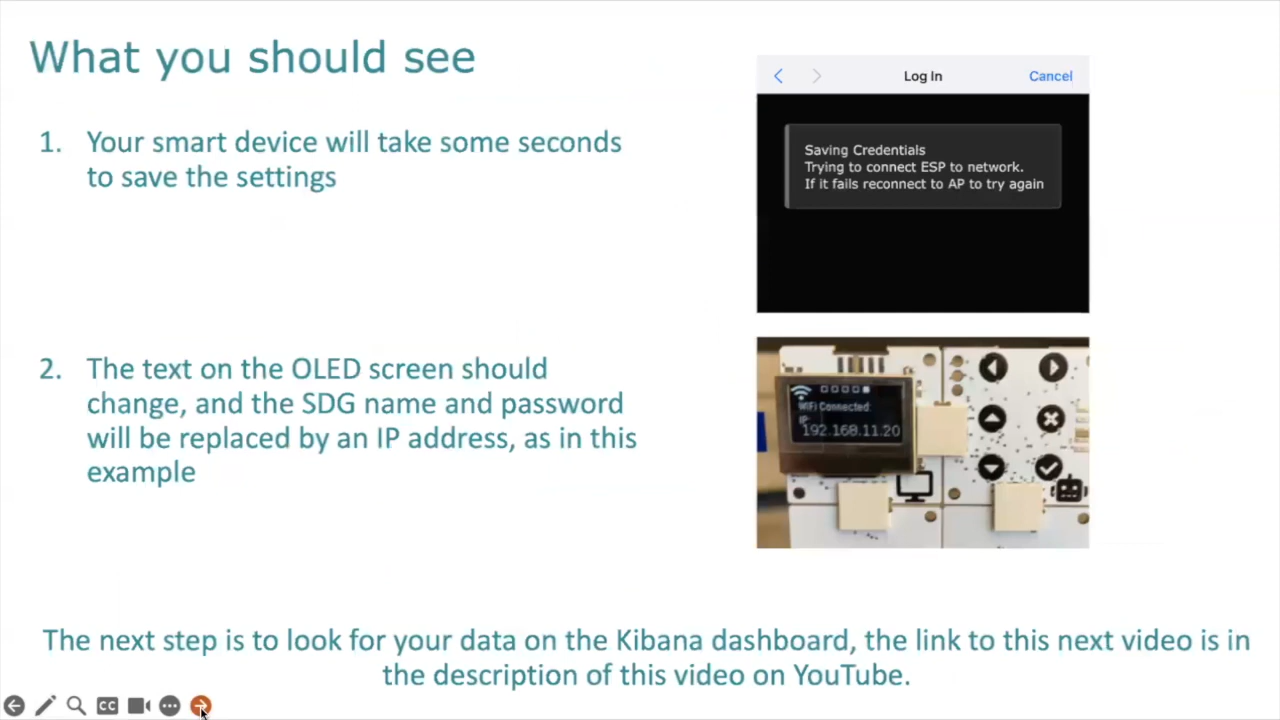 What you should see
1. Your smart device will take some seconds
to save the settings
2. The text on the OLED screen should
change, and the SDG name and password
will be replaced by an IP address, as in this
example
Log In
Cancel
Saving Credentials
Trying to connect ESP to network.
If it fails reconnect to AP to try again
WiFi Connected:
IP:
192.168.11.20
The next step is to look for your data on the Kibana dashboard, the link to this next video is in
the description of this video on YouTube.
CC